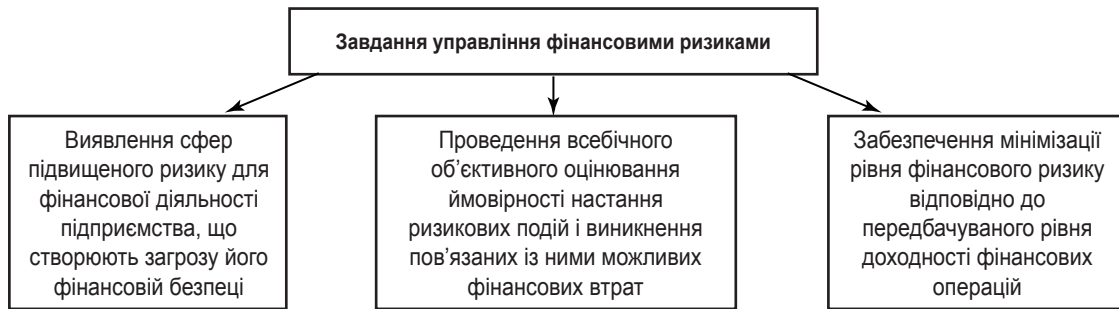 Завдання управління фінансовими ризиками
Виявлення сфер
підвищеного ризику для
фінансової діяльності
підприємства, що
створюють загрозу його
фінансовій безпеці
Проведення всебічного
об’єктивного оцінювання
ймовірності настання
ризикових подій і виникнення
пов’язаних із ними можливих
фінансових втрат
Забезпечення мінімізації
рівня фінансового ризику
відповідно до
передбачуваного рівня
доходності фінансових
операцій